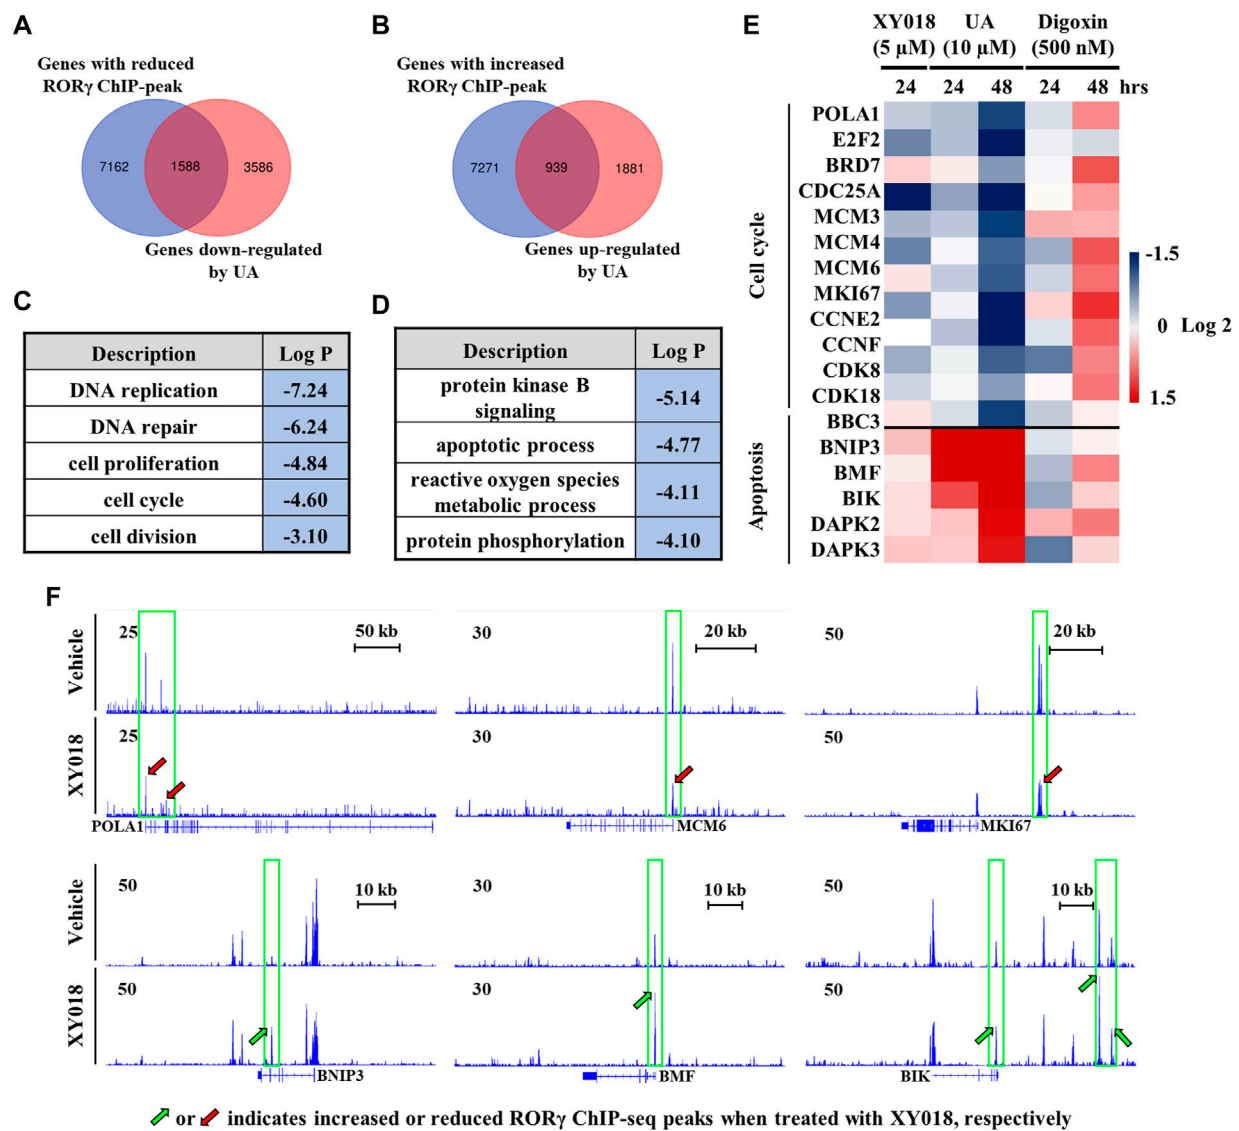 A
Genes with reduced
RORγ ChIP-peak
7162
1588
3586
Genes down-regulated
by UA
B
Genes with increased
RORγ ChIP-peak
7271
939
1881
Genes up-regulated
by UA
C
Description Log P
DNA replication -7.24
DNA repair -6.24
cell proliferation -4.84
cell cycle -4.60
cell division -3.10
D
Description Log P
protein kinase B
signaling -5.14
apoptotic process -4.77
reactive oxygen species
metabolic process -4.11
protein phosphorylation -4.10
E
XY018 UA Digoxin
(5 μM) (10 μM) (500 nM)
24 24 48 24 48 hrs
Cell cycle
POLA1
E2F2
BRD7
CDC25A
MCM3
MCM4
MCM6
MKI67
CCNE2
CCNF
CDK8
CDK18
BBC3
Apoptosis
BNIP3
BMF
BIK
DAPK2
DAPK3
-1.5
0 Log 2
1.5
F
Vehicle
25 50 kb
30 20 kb
50 20 kb
XY018
25
30
50
POLA1
MCM6
MKI67
Vehicle
50 10 kb
30 10 kb
50 10 kb
XY018
50
30
50
BNIP3
BMF
BIK
or indicates increased or reduced RORγ ChIP-seq peaks when treated with XY018, respectively